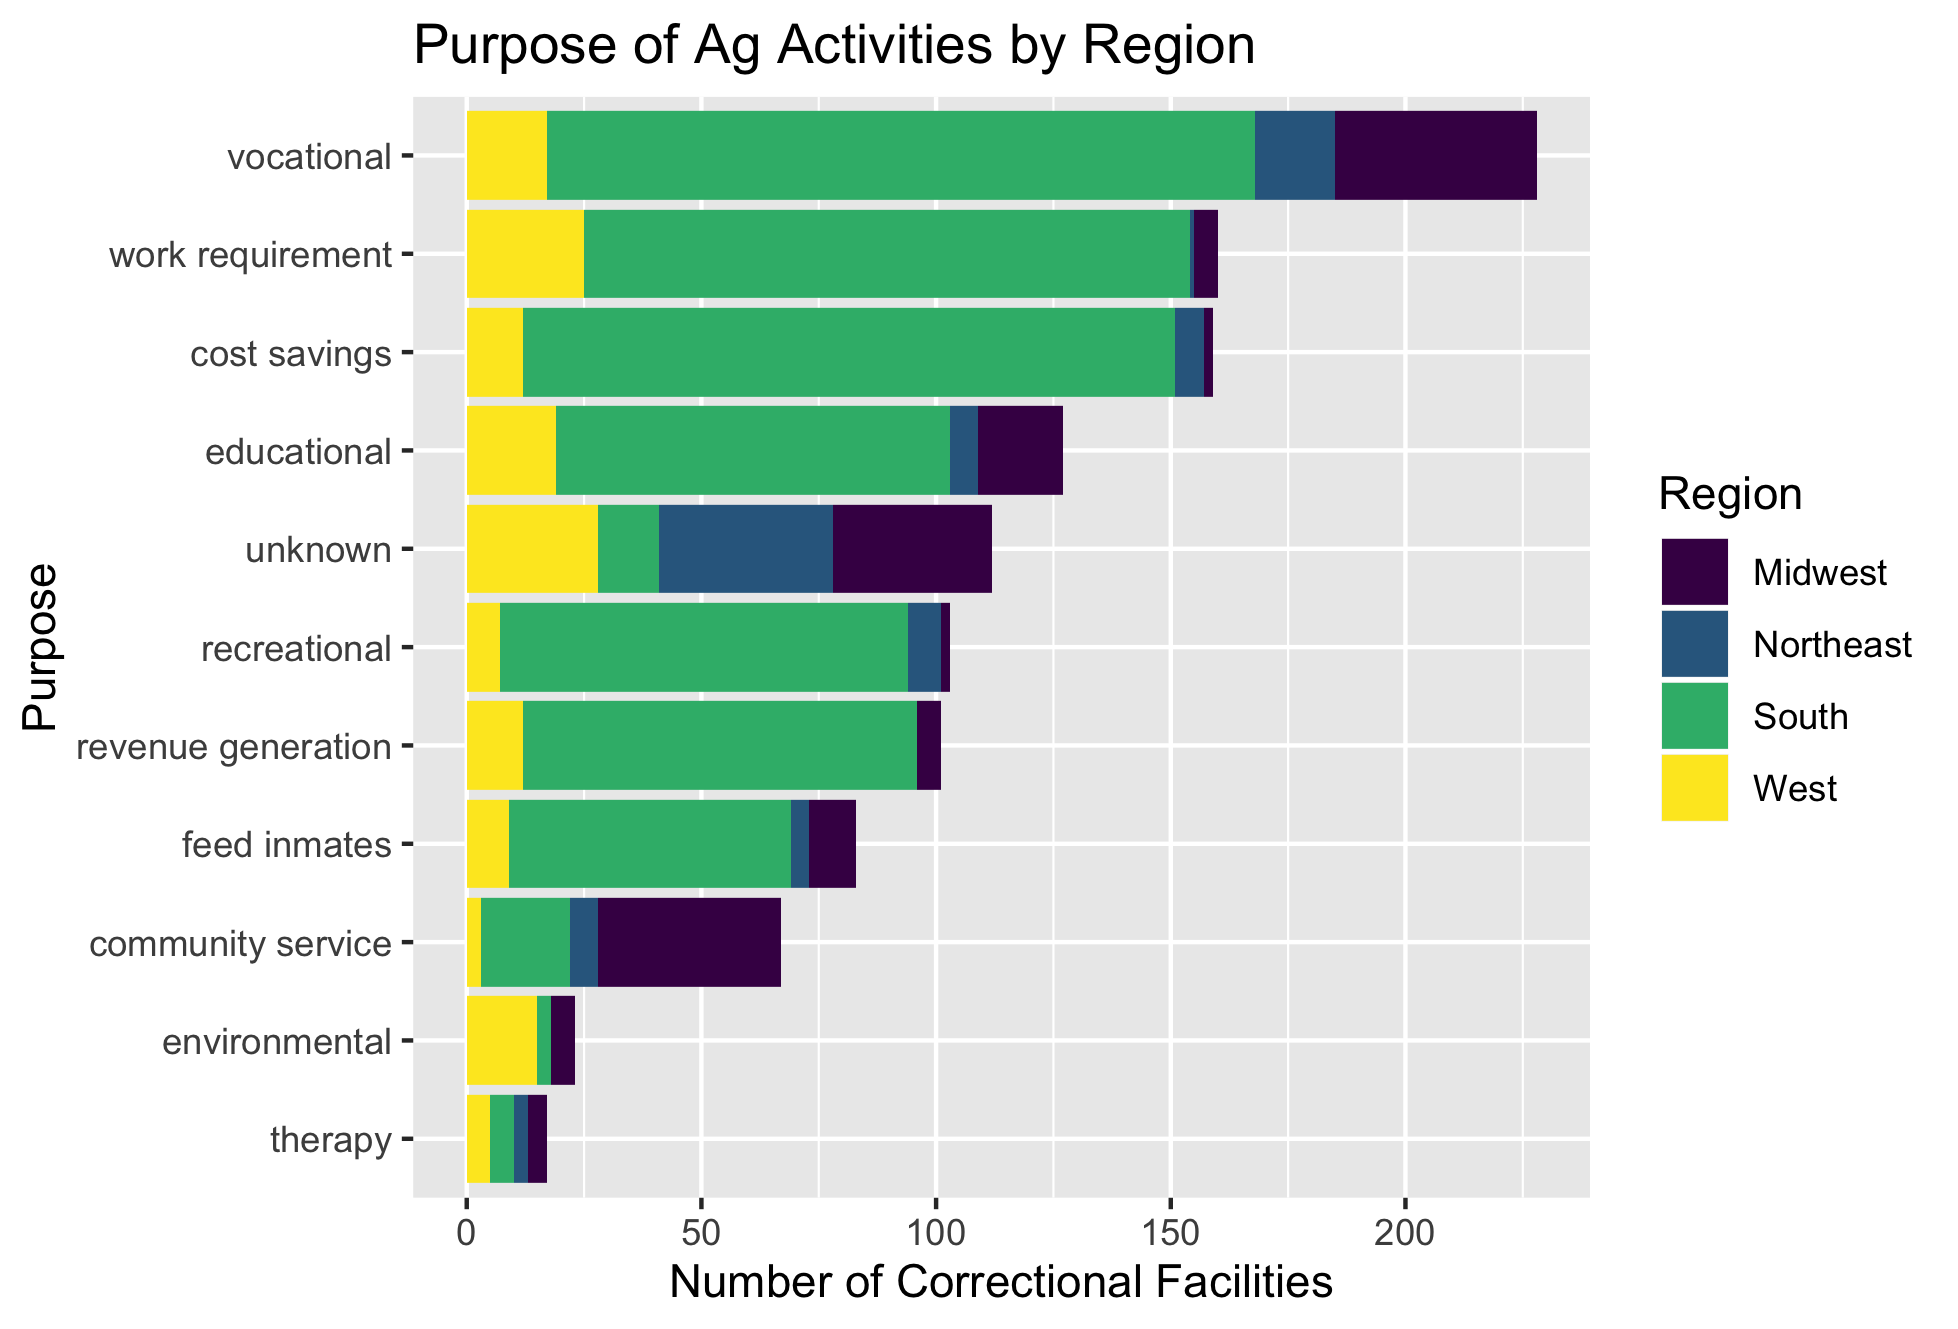 Purpose of Ag Activities by Region
vocational
work requirement
cost savings
educational
unknown
recreational
revenue generation
feed inmates
community service
environmental
therapy
Purpose
0 50 100 150 200
Number of Correctional Facilities
Region
Midwest
Northeast
South
West